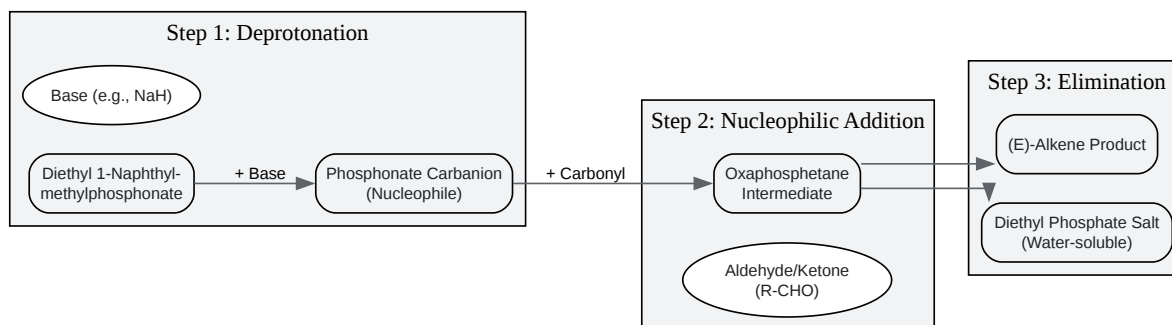 Step 1: Deprotonation
Base (e.g., NaH)
Diethyl 1-Naphthyl-
methylphosphonate
+ Base
Phosphonate Carbanion
(Nucleophile)
+ Carbonyl
Step 2: Nucleophilic Addition
Oxaphosphetane
Intermediate
Aldehyde/Ketone
(R-CHO)
Step 3: Elimination
(E)-Alkene Product
Diethyl Phosphate Salt
(Water-soluble)